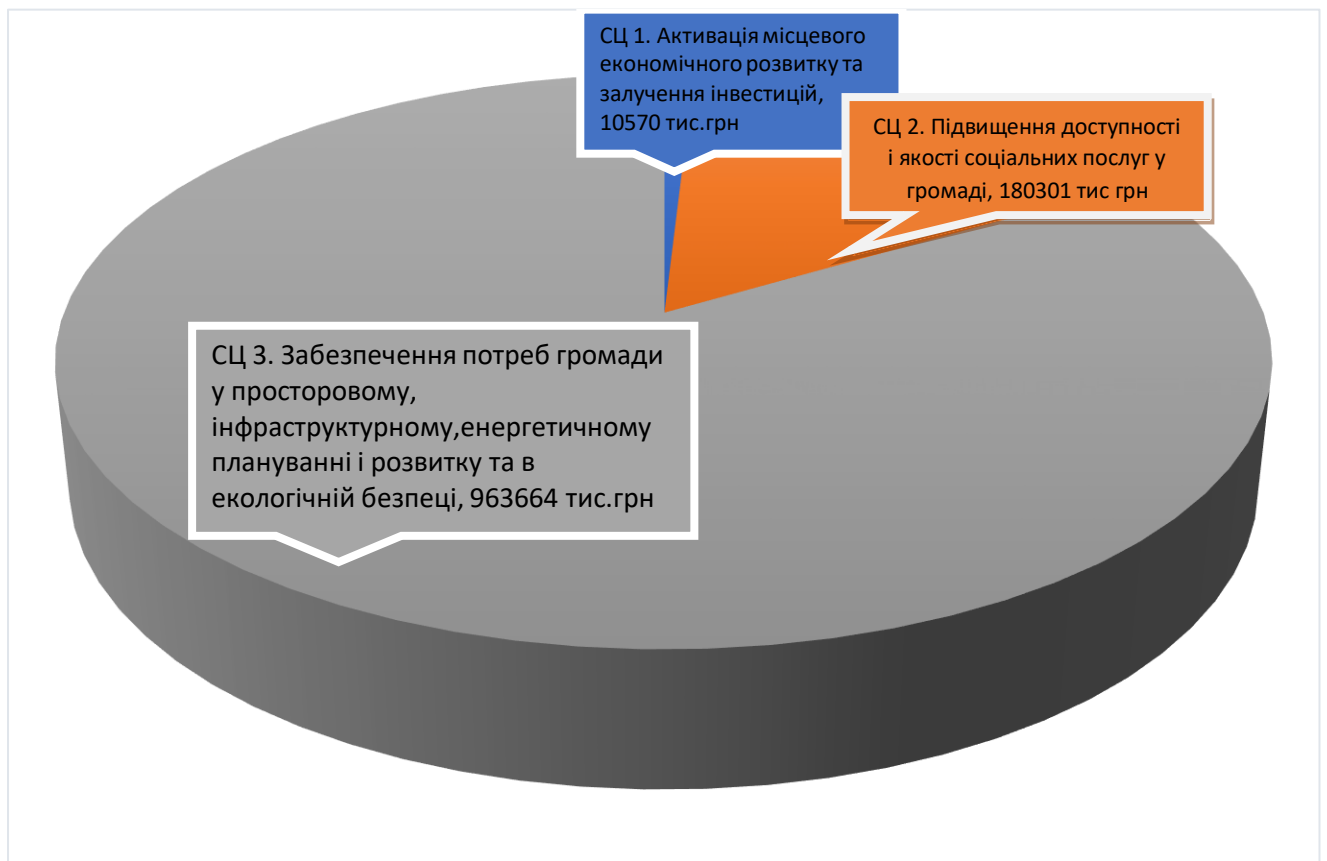 СЦ 1. Активація місцевого
економічного розвитку та
залучення інвестицій,
10570 тис.грн
СЦ 2. Підвищення доступності
і якості соціальних послуг у
громаді, 180301 тис грн
СЦ 3. Забезпечення потреб громади
у просторовому,
інфраструктурному,енергетичному
плануванні і розвитку та в
екологічній безпеці, 963664 тис.грн